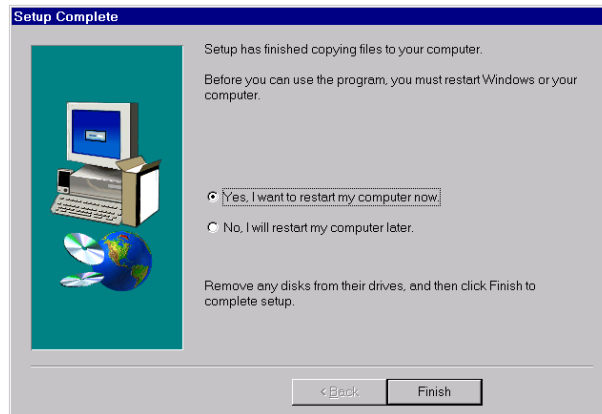 Setup Complete
Setup has finished copying files to your computer.
Before you can use the program, you must restart Windows or your
computer.
Yes, I want to restart my computer now.
No, I will restart my computer later.
Remove any disks from their drives, and then click Finish to
complete setup.
< Back
Finish